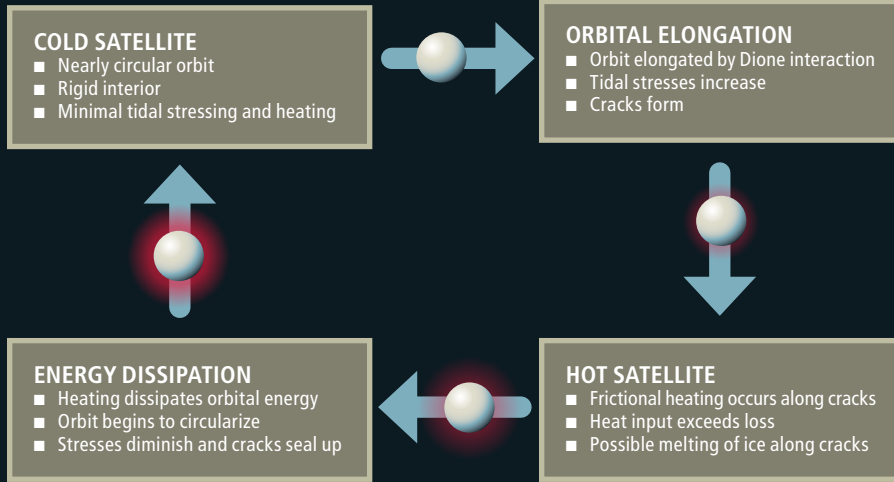 COLD SATELLITE
■ Nearly circular orbit
■ Rigid interior
■ Minimal tidal stressing and heating
ORBITAL ELONGATION
■ Orbit elongated by Dione interaction
■ Tidal stresses increase
■ Cracks form
HOT SATELLITE
■ Frictional heating occurs along cracks
■ Heat input exceeds loss
■ Possible melting of ice along cracks
ENERGY DISSIPATION
■ Heating dissipates orbital energy
■ Orbit begins to circularize
■ Stresses diminish and cracks seal up